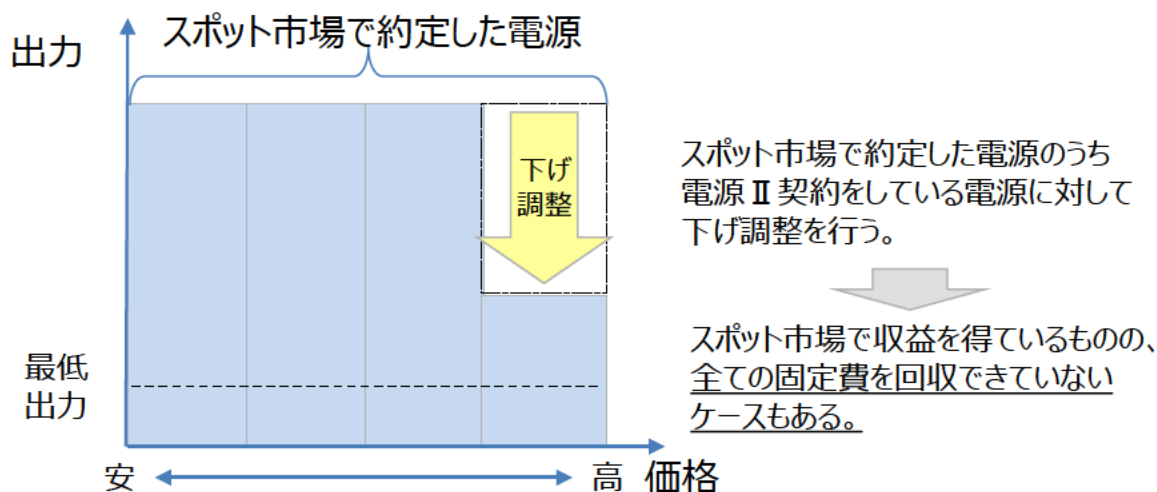 出力
スポット市場で約定した電源
下げ
調整
最低
出力
安
高
価格
スポット市場で約定した電源のうち
電源Ⅱ契約をしている電源に対して
下げ調整を行う。
スポット市場で収益を得ているものの、
全ての固定費を回収できていない
ケースもある。